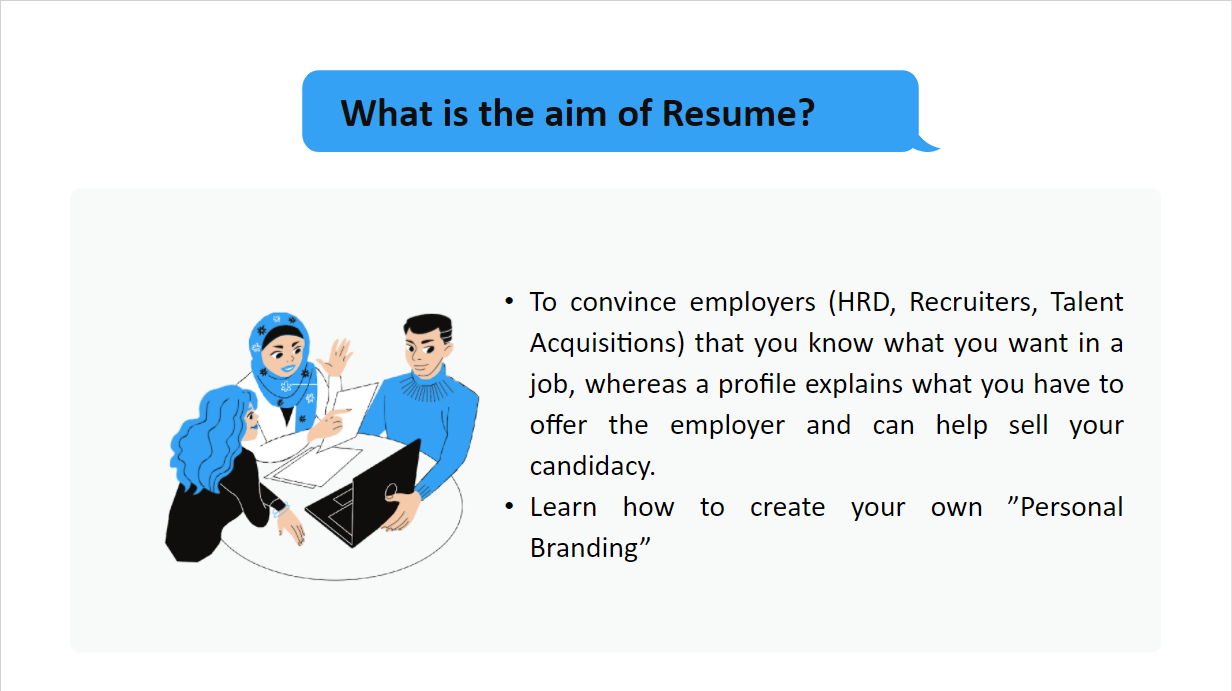 What is the aim of Resume?
• To convince employers (HRD, Recruiters, Talent
Acquisitions) that you know what you want in a
job, whereas a profile explains what you have to
offer the employer and can help sell your
candidacy.
• Learn how to create your own ”Personal
Branding”